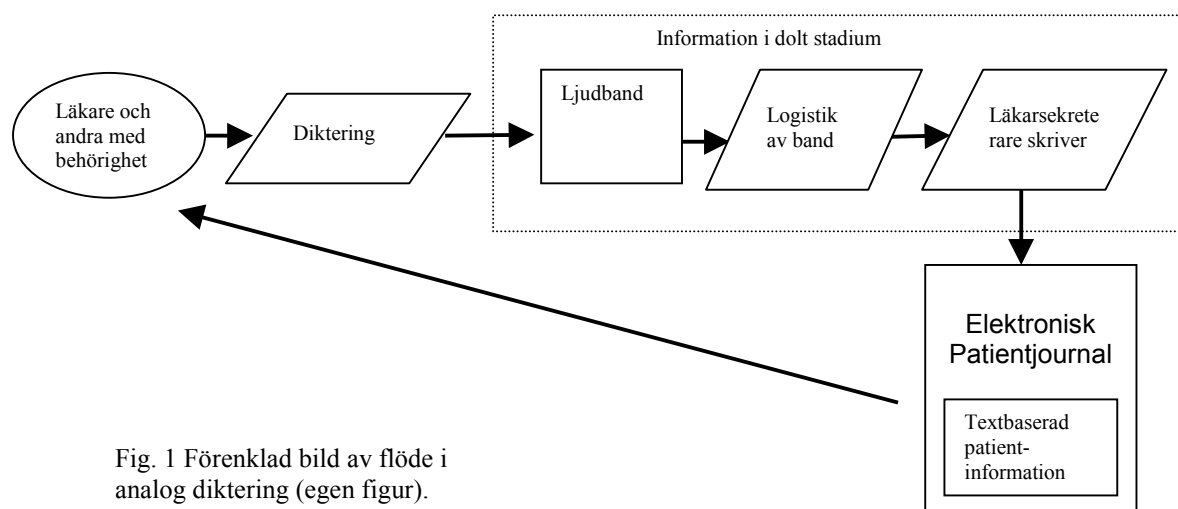 Information i dolt stadium
Läkare och
andra med
behörighet
Diktering
Ljudband
Logistik
av band
Läkarsekrete
rare skriver
Elektronisk
Patientjournal
Textbaserad
patient-
information
Fig. 1 Förenklad bild av flöde i
analog diktering (egen figur).